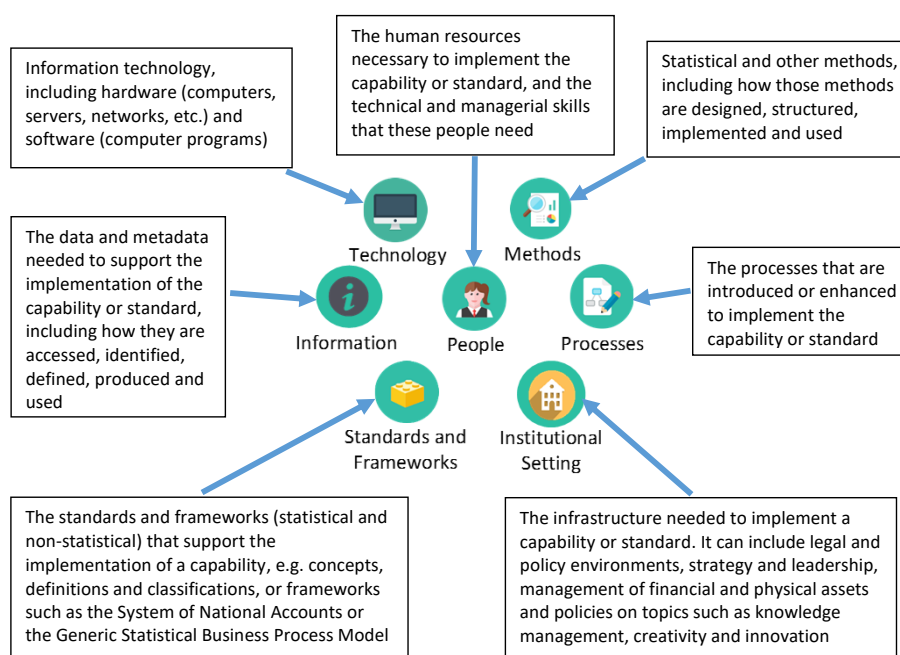 Information technology,
including hardware (computers,
servers, networks, etc.) and
software (computer programs)
The human resources
necessary to implement the
capability or standard, and the
technical and managerial skills
that these people need
Statistical and other methods,
including how those methods
are designed, structured,
implemented and used
Technology
Methods
The data and metadata
needed to support the
implementation of the
capability or standard,
including how they are
accessed, identified,
defined, produced and
used
Information
People
Processes
The processes that are
introduced or enhanced
to implement the
capability or standard
Standards and
Frameworks
Institutional
Setting
The standards and frameworks (statistical and
non-statistical) that support the
implementation of a capability, e.g. concepts,
definitions and classifications, or frameworks
such as the System of National Accounts or
the Generic Statistical Business Process Model
The infrastructure needed to implement a
capability or standard. It can include legal and
policy environments, strategy and leadership,
management of financial and physical assets
and policies on topics such as knowledge
management, creativity and innovation